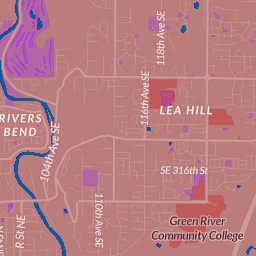 118th Ave SE
116th Ave SE
LEA HILL
RIVERS
BEND
104th Ave SE
SE 316th St
110th Ave SE
R St NE
Green River
Community College